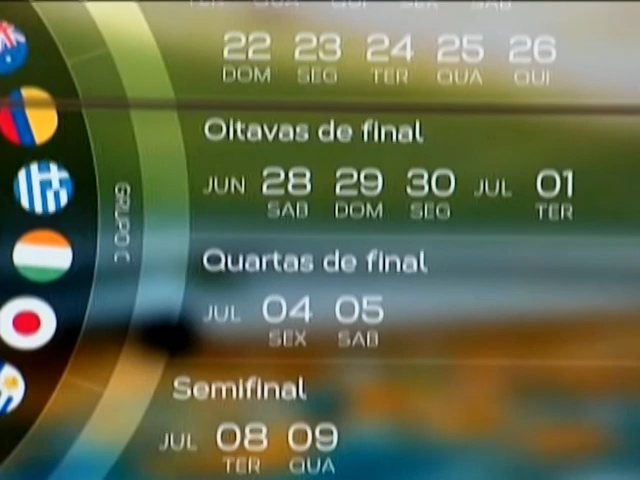 22 23 24 25 26
DOM SEG TER QUA QUI
Oitavas de final
JUN 28 29 30 JUL 01
SAB DOM SEG TER
Quartas de final
JUL 04 05
SEX SAB
Semifinal
JUL 08 09
TER QUA
GRUPO C